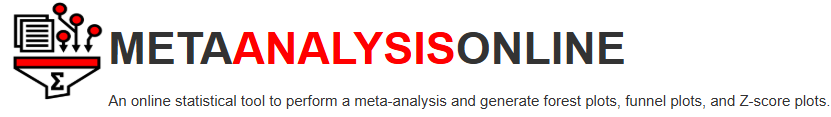 METAANALYSISONLINE
Σ
An online statistical tool to perform a meta-analysis and generate forest plots, funnel plots, and Z-score plots.